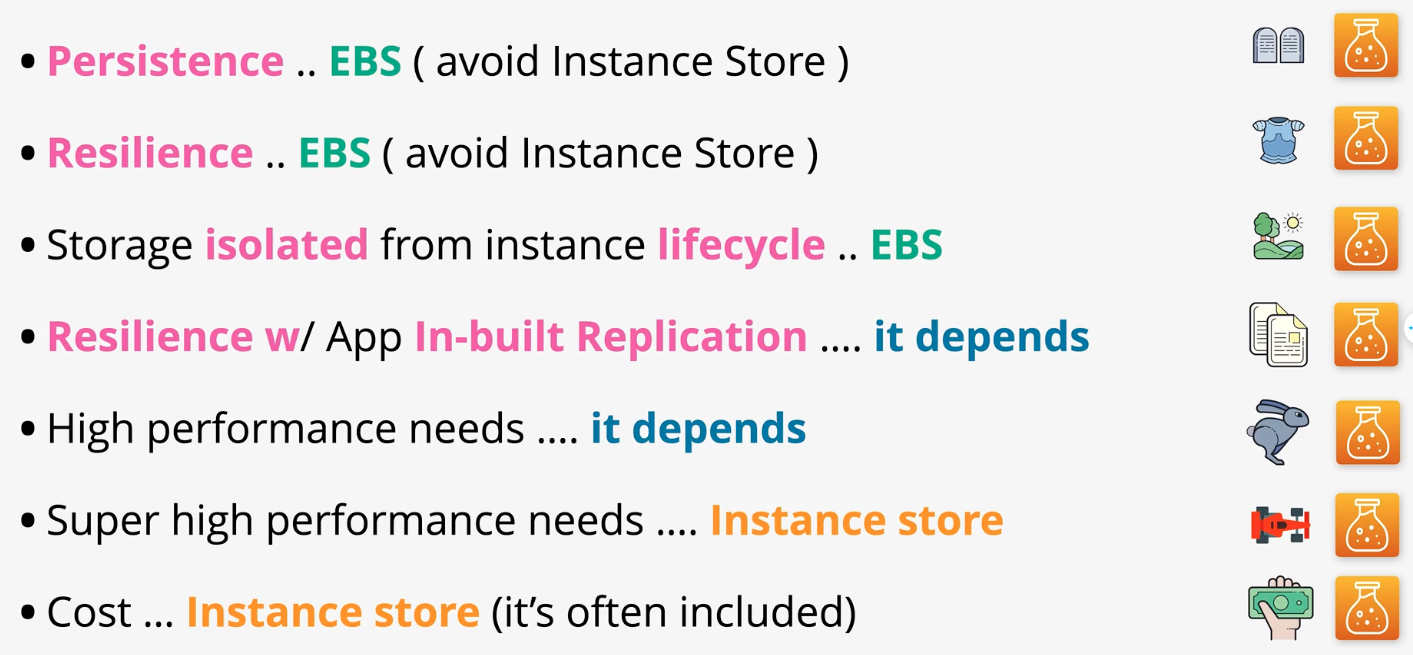 • Persistence .. EBS ( avoid Instance Store )
• Resilience .. EBS ( avoid Instance Store )
• Storage isolated from instance lifecycle .. EBS
• Resilience w/ App In-built Replication .... it depends
• High performance needs .... it depends
• Super high performance needs .... Instance store
• Cost ... Instance store (it’s often included)